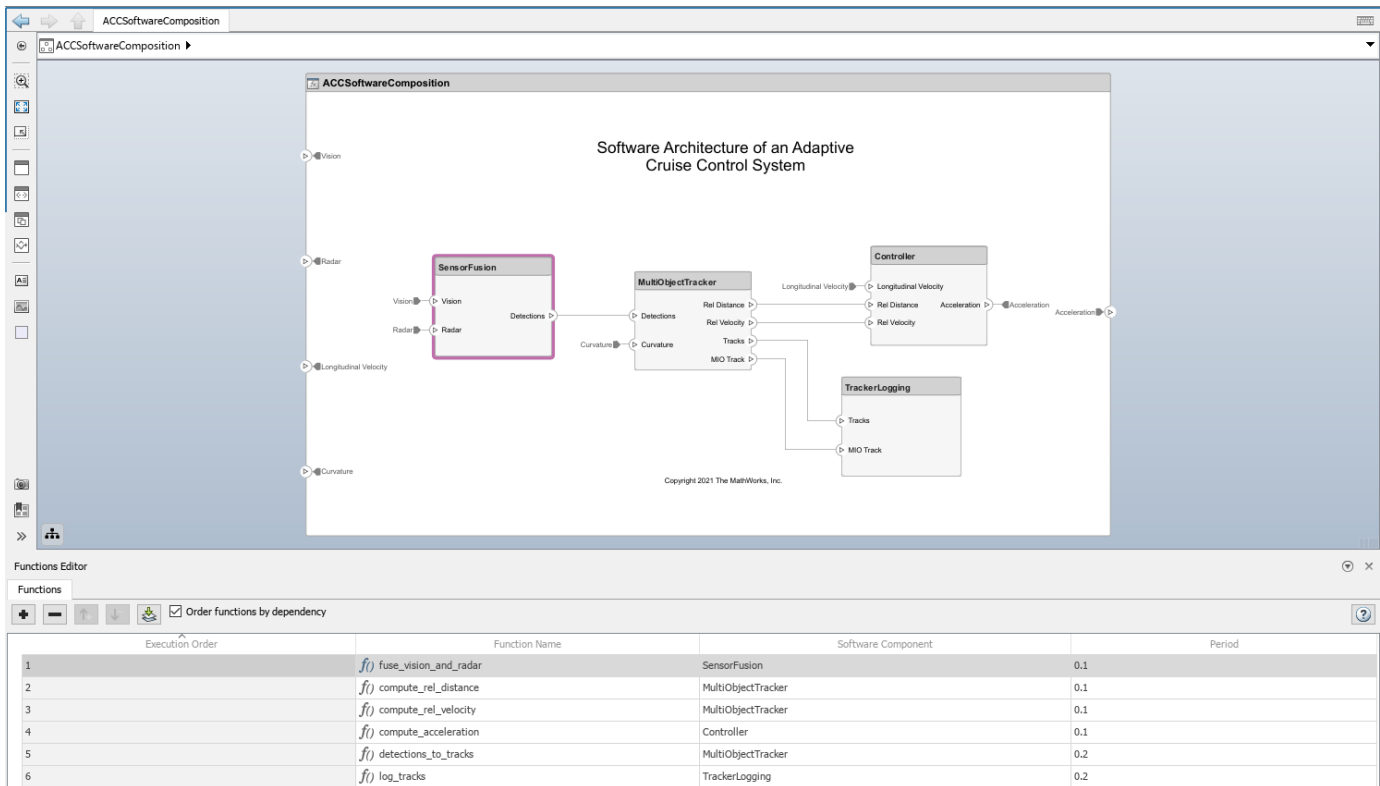 ACCSoftwareComposition
ACCSoftwareComposition
ACCSoftwareComposition
Software Architecture of an Adaptive
Cruise Control System
Vision
Radar
Longitudinal Velocity
Curvature
SensorFusion
Vision Vision
Radar Radar
Detections
MultiObjectTracker
Detections
Curvature Curvature
Rel Distance
Rel Velocity
Tracks
MIO Track
Controller
Longitudinal Velocity Longitudinal Velocity
Rel Distance
Rel Velocity
Acceleration Acceleration
Acceleration
TrackerLogging
Tracks
MIO Track
Copyright 2021 The MathWorks, Inc.
Functions Editor
Functions
Order functions by dependency
Execution Order Function Name Software Component Period
1 f() fuse_vision_and_radar SensorFusion 0.1
2 f() compute_rel_distance MultiObjectTracker 0.1
3 f() compute_rel_velocity MultiObjectTracker 0.1
4 f() compute_acceleration Controller 0.1
5 f() detections_to_tracks MultiObjectTracker 0.2
6 f() log_tracks TrackerLogging 0.2